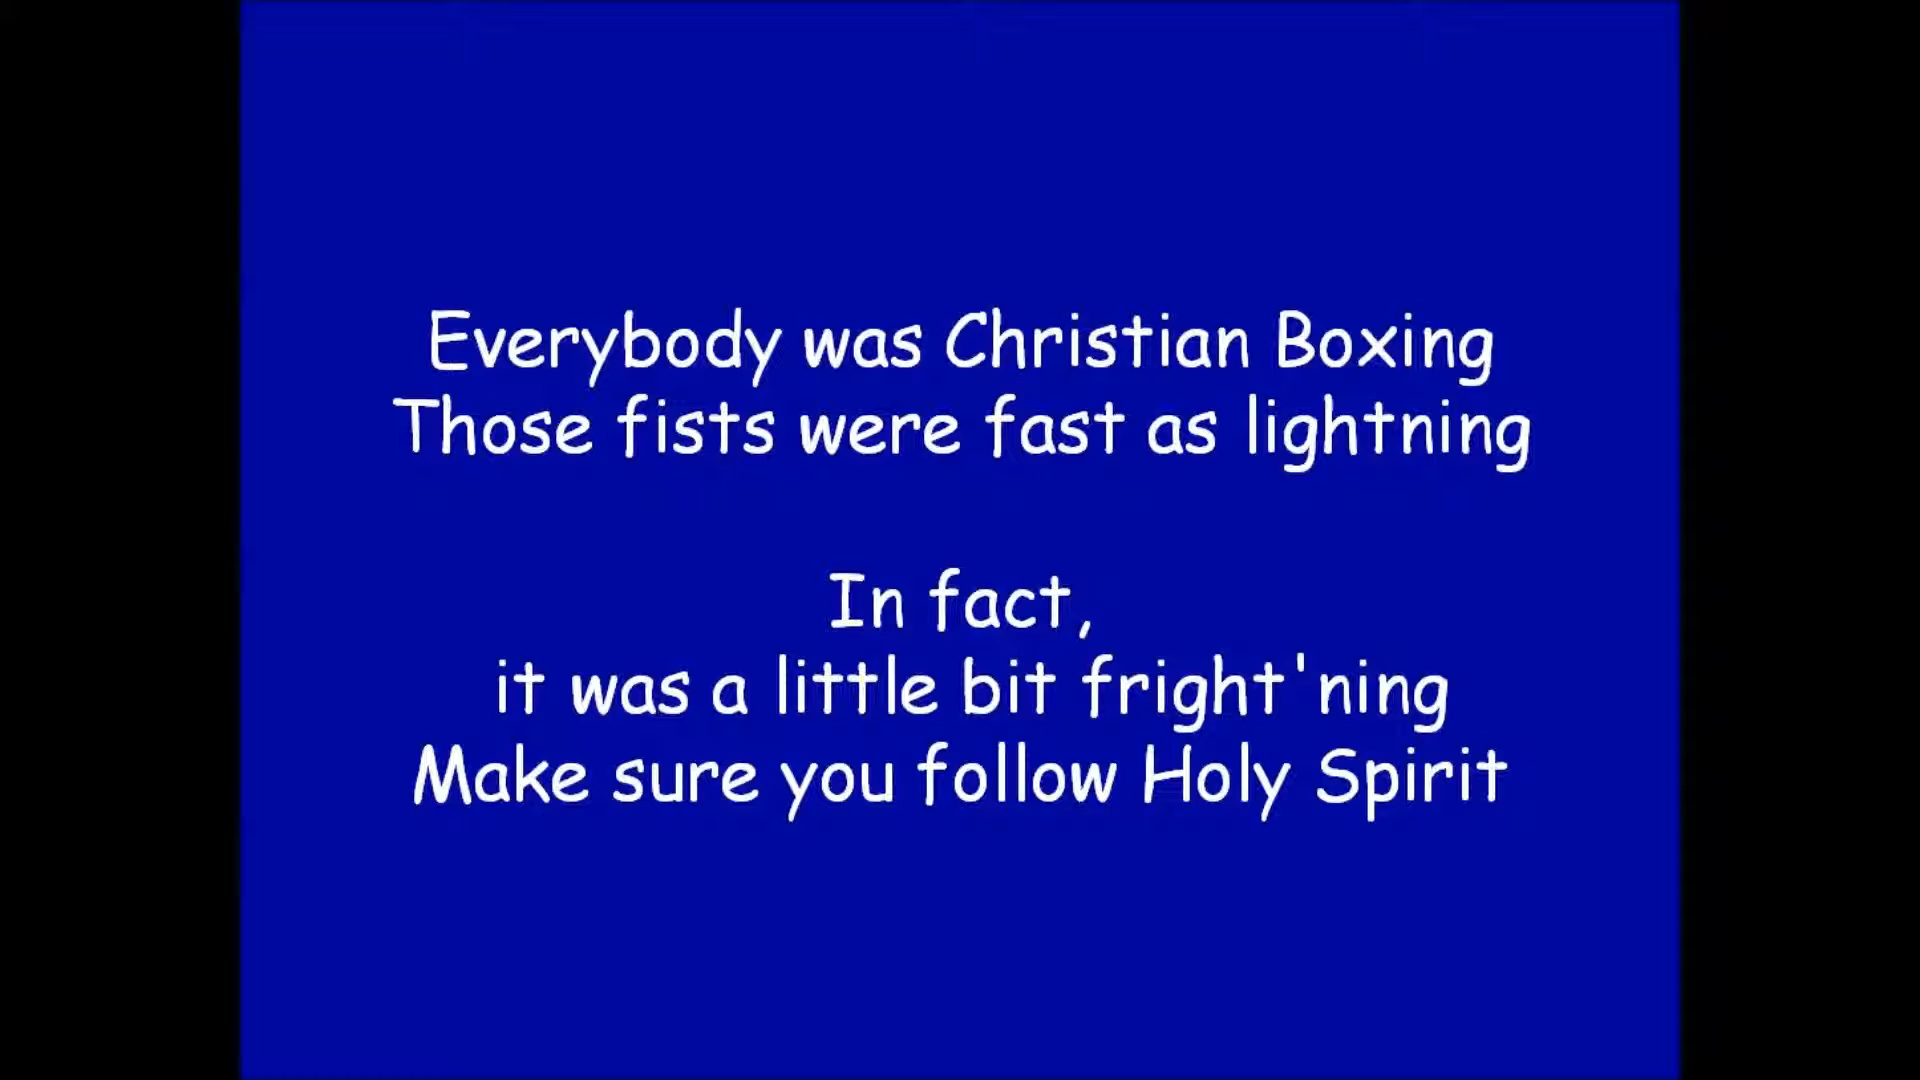 Everybody was Christian Boxing
Those fists were fast as lightning
In fact,
it was a little bit fright'ning
Make sure you follow Holy Spirit